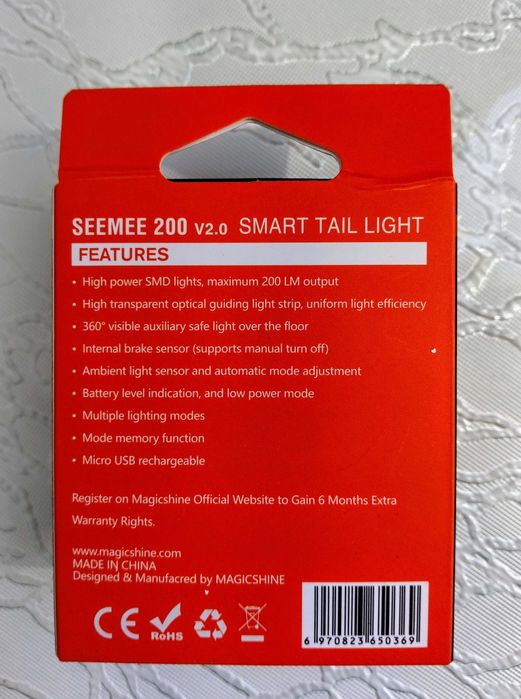 SEEMEE 200 V2.0 SMART TAIL LIGHT
FEATURES
• High power SMD lights, maximum 200 LM output
• High transparent optical guiding light strip, uniform light efficiency
• 360° visible auxiliary safe light over the floor
• Internal brake sensor (supports manual turn off)
• Ambient light sensor and automatic mode adjustment
• Battery level indication, and low power mode
• Multiple lighting modes
• Mode memory function
• Micro USB rechargeable
Register on Magicshine Official Website to Gain 6 Months Extra
Warranty Rights.
www.magicshine.com
MADE IN CHINA
Designed & Manufacred by MAGICSHINE
CE RoHS
6 970823 650369